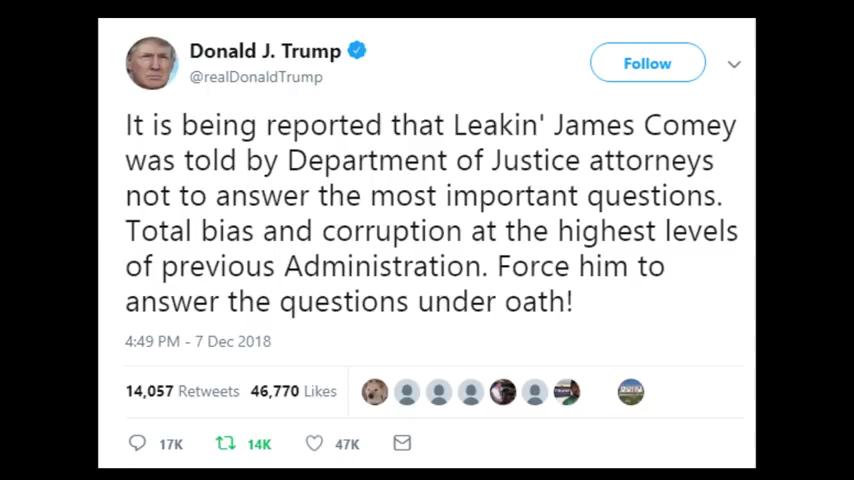 Donald J. Trump
@realDonaldTrump
Follow
It is being reported that Leakin' James Comey
was told by Department of Justice attorneys
not to answer the most important questions.
Total bias and corruption at the highest levels
of previous Administration. Force him to
answer the questions under oath!
4:49 PM - 7 Dec 2018
14,057 Retweets 46,770 Likes
17K 14K 47K